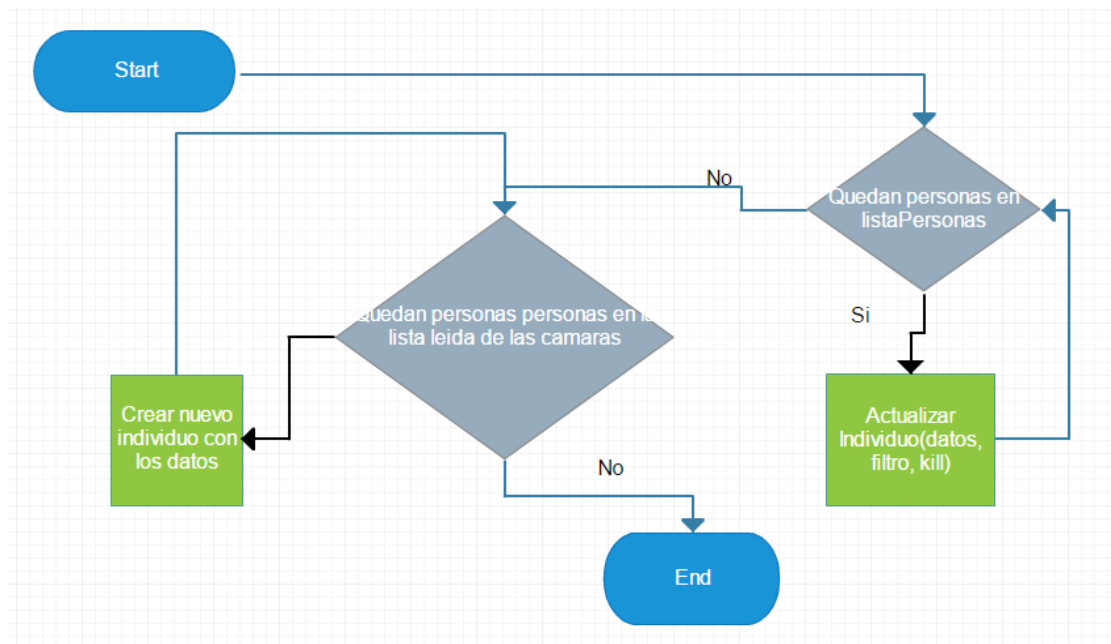 Start
No
Quedan personas en
listaPersonas
Si
Quedan personas personas en la
lista leida de las camaras
Crear nuevo
individuo con
los datos
Actualizar
Individuo(datos,
filtro, kill)
No
End